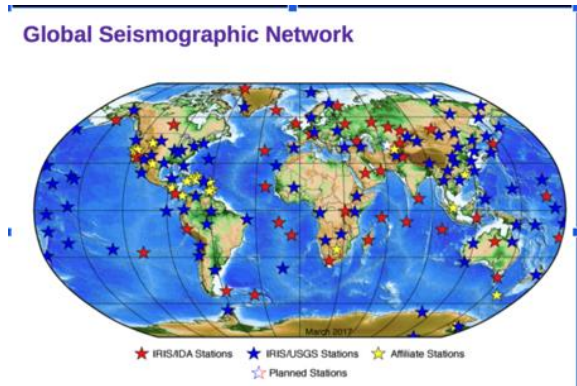 Global Seismographic Network
March 2017
IRIS/IDA Stations IRIS/USGS Stations Affiliate Stations
Planned Stations